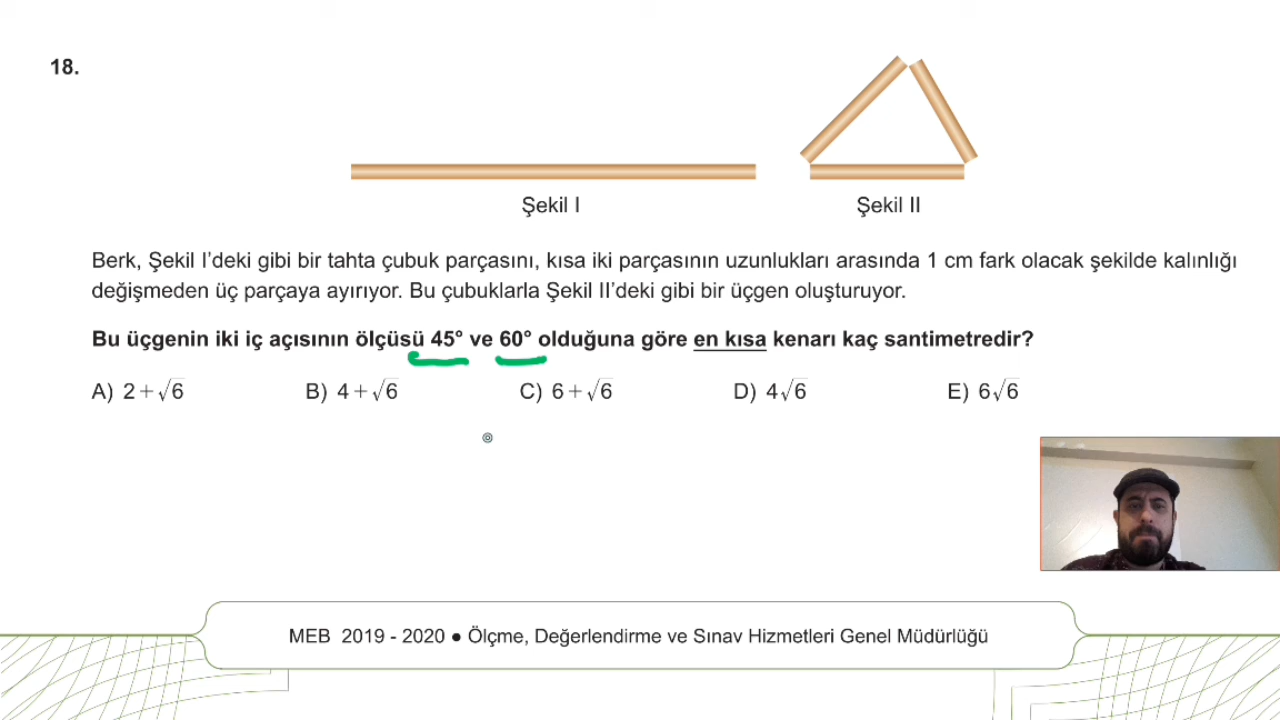 18.
Şekil I
Şekil II
Berk, Şekil I'deki gibi bir tahta çubuk parçasını, kısa iki parçasının uzunlukları arasında 1 cm fark olacak şekilde kalınlığı
değişmeden üç parçaya ayırıyor. Bu çubuklarla Şekil II'deki gibi bir üçgen oluşturuyor.
Bu üçgenin iki iç açısının ölçüsü 45° ve 60° olduğuna göre en kısa kenarı kaç santimetredir?
A) 2+√6 B) 4+√6 C) 6+√6 D) 4√6 E) 6√6
MEB 2019 - 2020 ● Ölçme, Değerlendirme ve Sınav Hizmetleri Genel Müdürlüğü